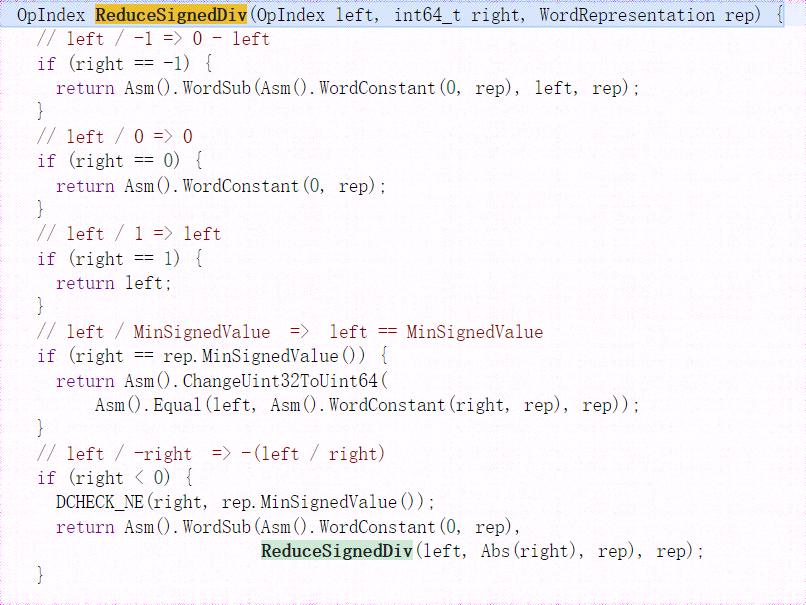 OpIndex ReduceSignedDiv(OpIndex left, int64_t right, WordRepresentation rep) {
  // left / -1 => 0 - left
  if (right == -1) {
    return Asm().WordSub(Asm().WordConstant(0, rep), left, rep);
  }
  // left / 0 => 0
  if (right == 0) {
    return Asm().WordConstant(0, rep);
  }
  // left / 1 => left
  if (right == 1) {
    return left;
  }
  // left / MinSignedValue  =>  left == MinSignedValue
  if (right == rep.MinSignedValue()) {
    return Asm().ChangeUint32ToUint64(
        Asm().Equal(left, Asm().WordConstant(right, rep), rep));
  }
  // left / -right  => -(left / right)
  if (right < 0) {
    DCHECK_NE(right, rep.MinSignedValue());
    return Asm().WordSub(Asm().WordConstant(0, rep),
                         ReduceSignedDiv(left, Abs(right), rep), rep);
  }